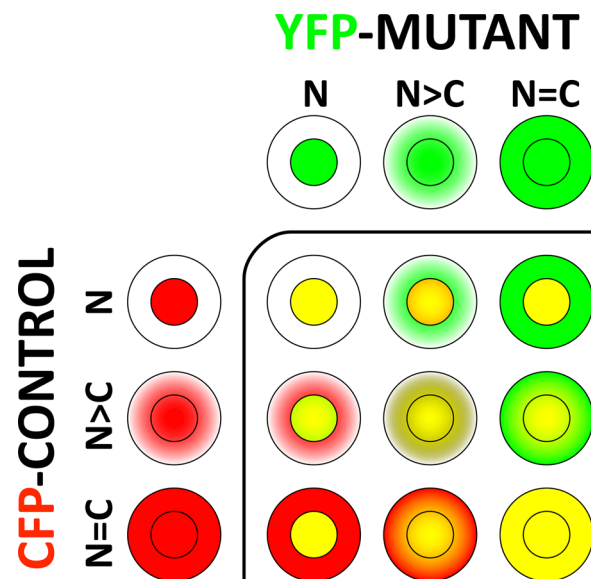 YFP-MUTANT
N N>C N=C
CFP-CONTROL
N
N>C
N=C